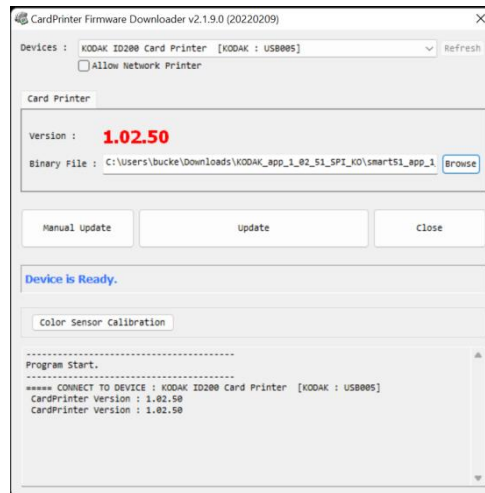 CardPrinter Firmware Downloader v2.1.9.0 (20220209)
Devices : KODAK ID200 Card Printer [KODAK : USB005] Refresh
Allow Network Printer
Card Printer
Version : 1.02.50
Binary File : C:\Users\bucke\Downloads\KODAK_app_1_02_51_SPI_KO\smart51_app_1_ Browse
Manual Update Update Close
Device is Ready.
Color Sensor Calibration
----------------------------------------
Program Start.
----------------------------------------
===== CONNECT TO DEVICE : KODAK ID200 Card Printer [KODAK : USB005]
CardPrinter Version : 1.02.50
CardPrinter Version : 1.02.50